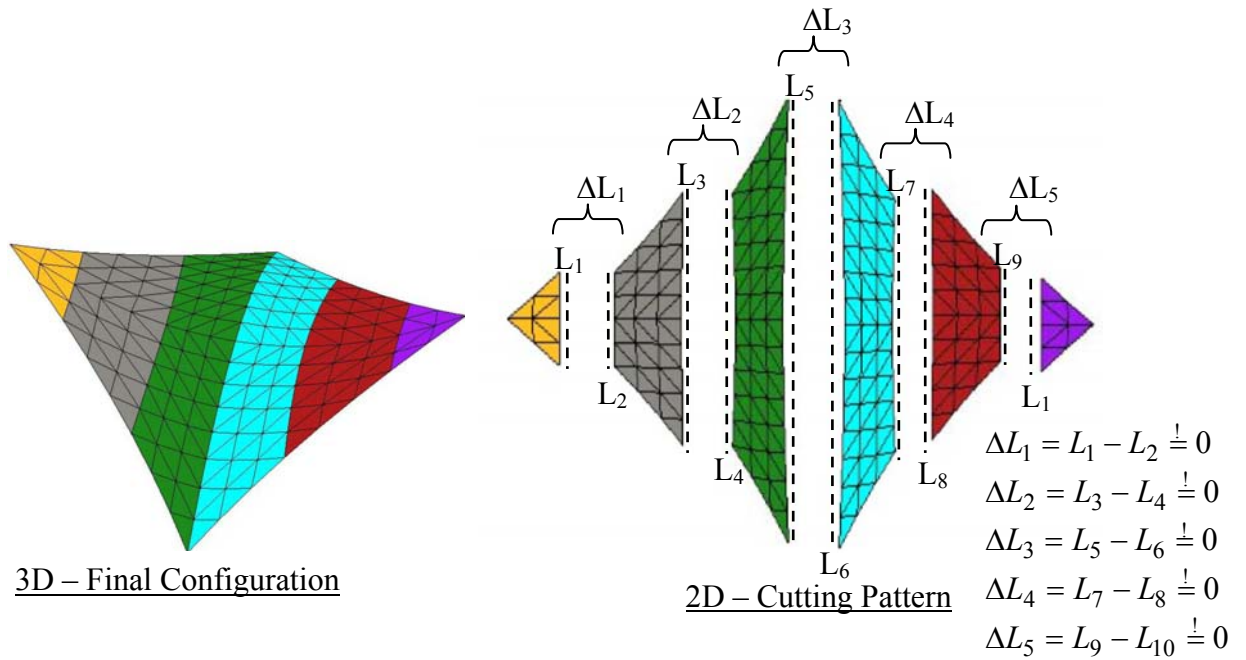 ΔL₃
L₅
ΔL₂
ΔL₄
L₃
L₇
ΔL₁
ΔL₅
L₁
L₉
L₂
L₁
L₄
L₈
L₆
3D – Final Configuration
2D – Cutting Pattern
ΔL₁ = L₁ − L₂ =! 0
ΔL₂ = L₃ − L₄ =! 0
ΔL₃ = L₅ − L₆ =! 0
ΔL₄ = L₇ − L₈ =! 0
ΔL₅ = L₉ − L₁₀ =! 0